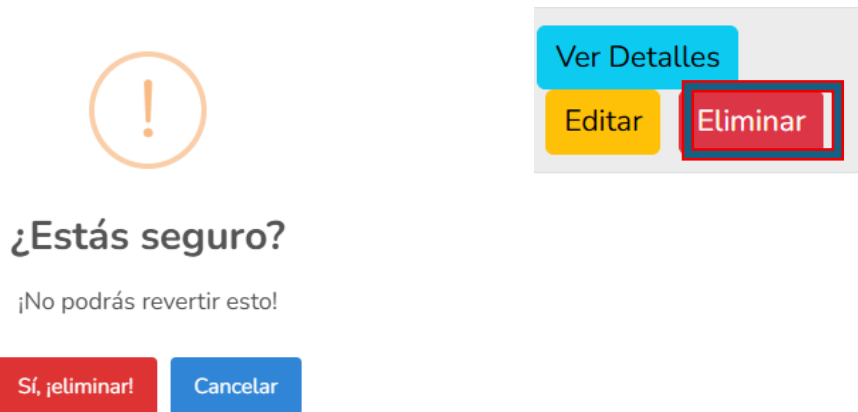 ¿Estás seguro?
¡No podrás revertir esto!
Sí, ¡eliminar! Cancelar
Ver Detalles
Editar Eliminar